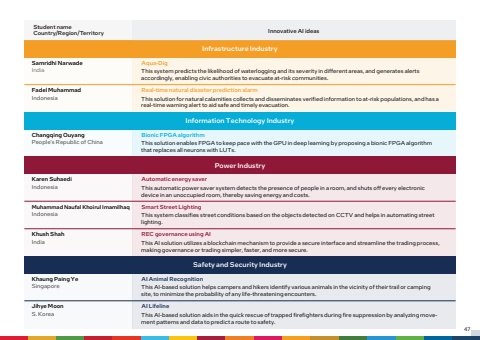 Student name
Country/Region/Territory
Innovative AI ideas
Infrastructure Industry
Samridhi Narwade
India
Aqua-Dig
This system predicts the likelihood of waterlogging and its severity in different areas, and generates alerts
accordingly, enabling civic authorities to evacuate at-risk communities.
Fadel Muhammad
Indonesia
Real-time natural disaster prediction alarm
This solution for natural calamities collects and disseminates verified information to at-risk populations, and has a
real-time warning alert to aid safe and timely evacuation.
Information Technology Industry
Changqing Ouyang
People's Republic of China
Bionic FPGA algorithm
This solution enables FPGA to keep pace with the GPU in deep learning by proposing a bionic FPGA algorithm
that replaces all neurons with LUTs.
Power Industry
Karen Suhaedi
Indonesia
Automatic energy saver
This automatic power saver system detects the presence of people in a room, and shuts off every electronic
device in an unoccupied room, thereby saving energy and costs.
Muhammad Naufal Khoirul Imamilhaq
Indonesia
Smart Street Lighting
This system classifies street conditions based on the objects detected on CCTV and helps in automating street
lighting.
Khush Shah
India
REC governance using AI
This AI solution utilizes a blockchain mechanism to provide a secure interface and streamline the trading process,
making governance or trading simpler, faster, and more secure.
Safety and Security Industry
Khaung Paing Ye
Singapore
AI Animal Recognition
This AI-based solution helps campers and hikers identify various animals in the vicinity of their trail or camping
site, to minimize the probability of any life-threatening encounters.
Jihye Moon
S. Korea
AI Lifeline
This AI-based solution aids in the quick rescue of trapped firefighters during fire suppression by analyzing move-
ment patterns and data to predict a route to safety.
47